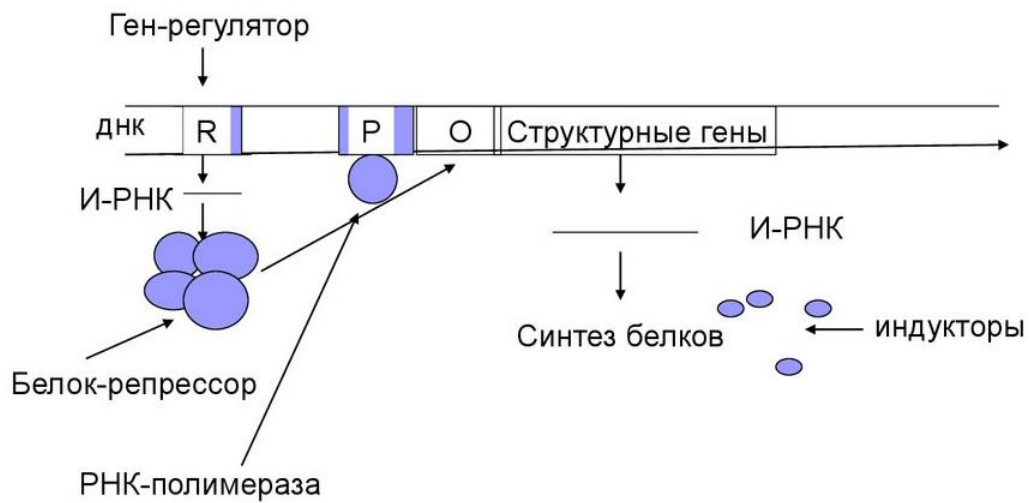 Ген-регулятор
днк R P O Структурные гены
И-РНК
И-РНК
Синтез белков
индукторы
Белок-репрессор
РНК-полимераза